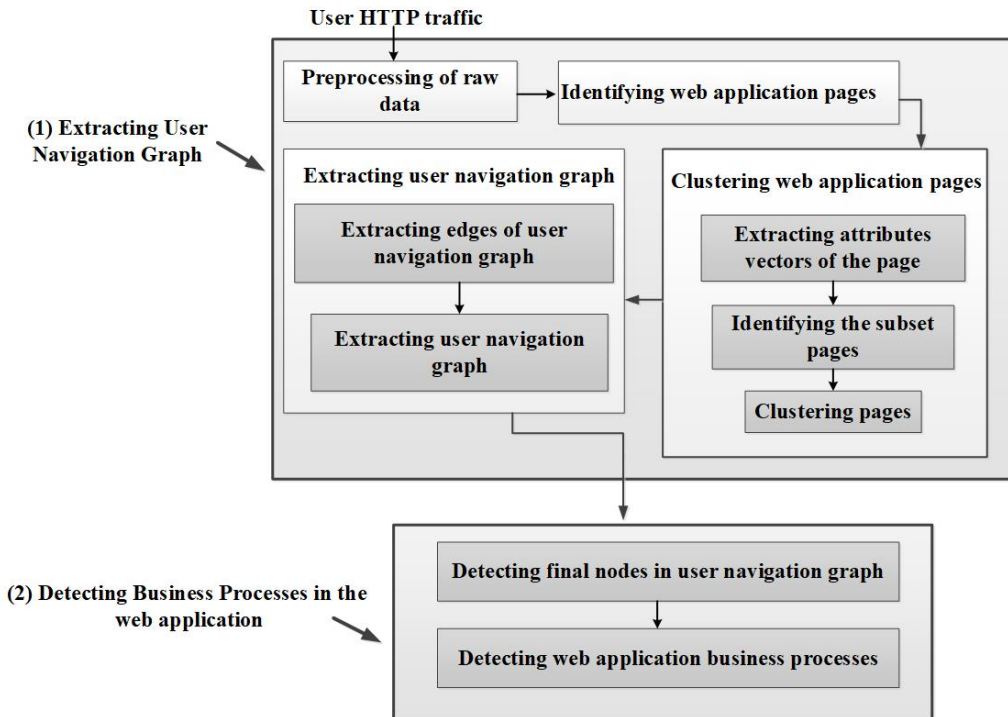 User HTTP traffic
Preprocessing of raw
data
Identifying web application pages
(1) Extracting User
Navigation Graph
Extracting user navigation graph
Extracting edges of user
navigation graph
Extracting user navigation
graph
Clustering web application pages
Extracting attributes
vectors of the page
Identifying the subset
pages
Clustering pages
(2) Detecting Business Processes in the
web application
Detecting final nodes in user navigation graph
Detecting web application business processes